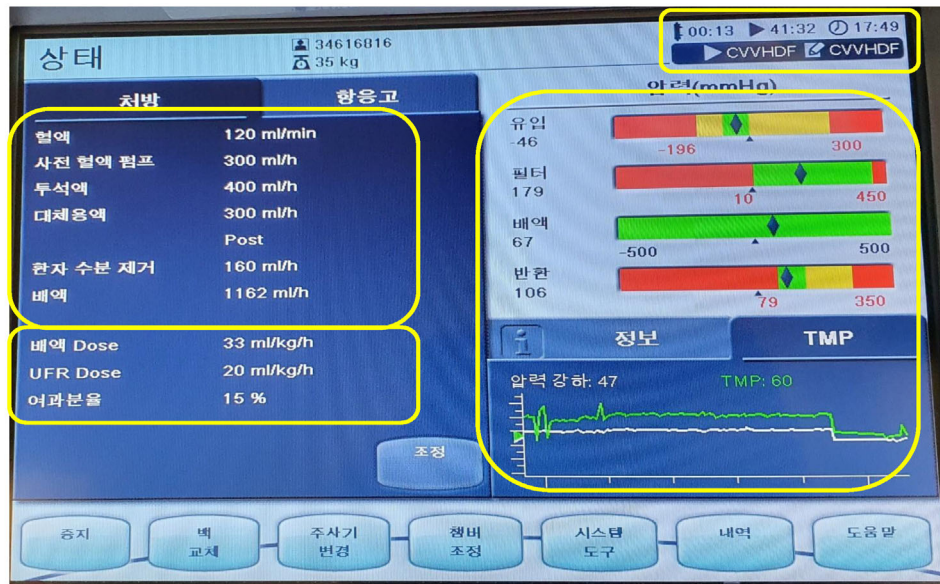 상태
34616816
35 kg
00:13 41:32 17:49
CVVHDF CVVHDF
처방
항응고
혈액 120 ml/min
사전 혈액 펌프 300 ml/h
투석액 400 ml/h
대체용액 300 ml/h
Post
환자 수분 제거 160 ml/h
배액 1162 ml/h
배액 Dose 33 ml/kg/h
UFR Dose 20 ml/kg/h
여과분율 15 %
조정
압력(mmHg)
유입
-46
-196 300
필터
179
10 450
배액
67
-500 500
반환
106
79 350
i 정보 TMP
압력 강하: 47 TMP: 60
중지
백
교체
주사기
변경
챔버
조정
시스템
도구
내역
도움말